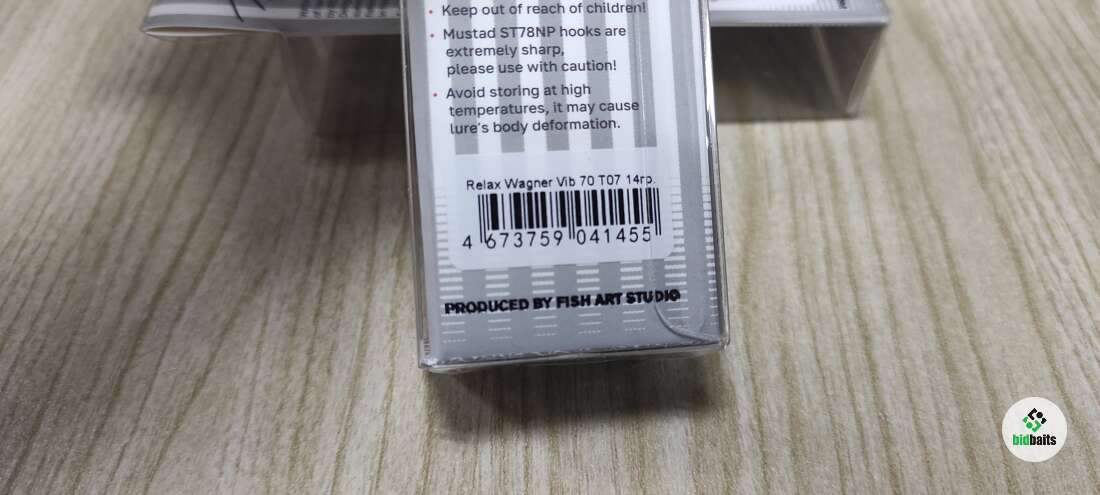 • Keep out of reach of children!
• Mustad ST78NP hooks are
extremely sharp,
please use with caution!
• Avoid storing at high
temperatures, it may cause
lure's body deformation.
Relax Wagner Vib 70 T07 14гр.
4 673759 041455
PRODUCED BY FISH ART STUDIO
bidbaits